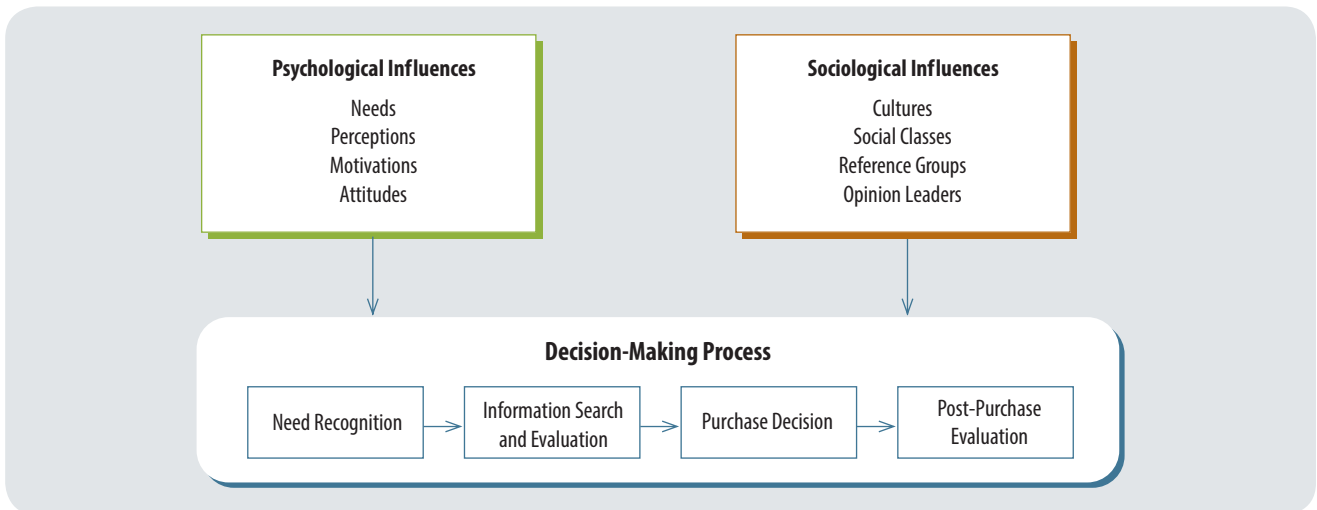 Psychological Influences
Needs
Perceptions
Motivations
Attitudes
Sociological Influences
Cultures
Social Classes
Reference Groups
Opinion Leaders
Decision-Making Process
Need Recognition
Information Search
and Evaluation
Purchase Decision
Post-Purchase
Evaluation